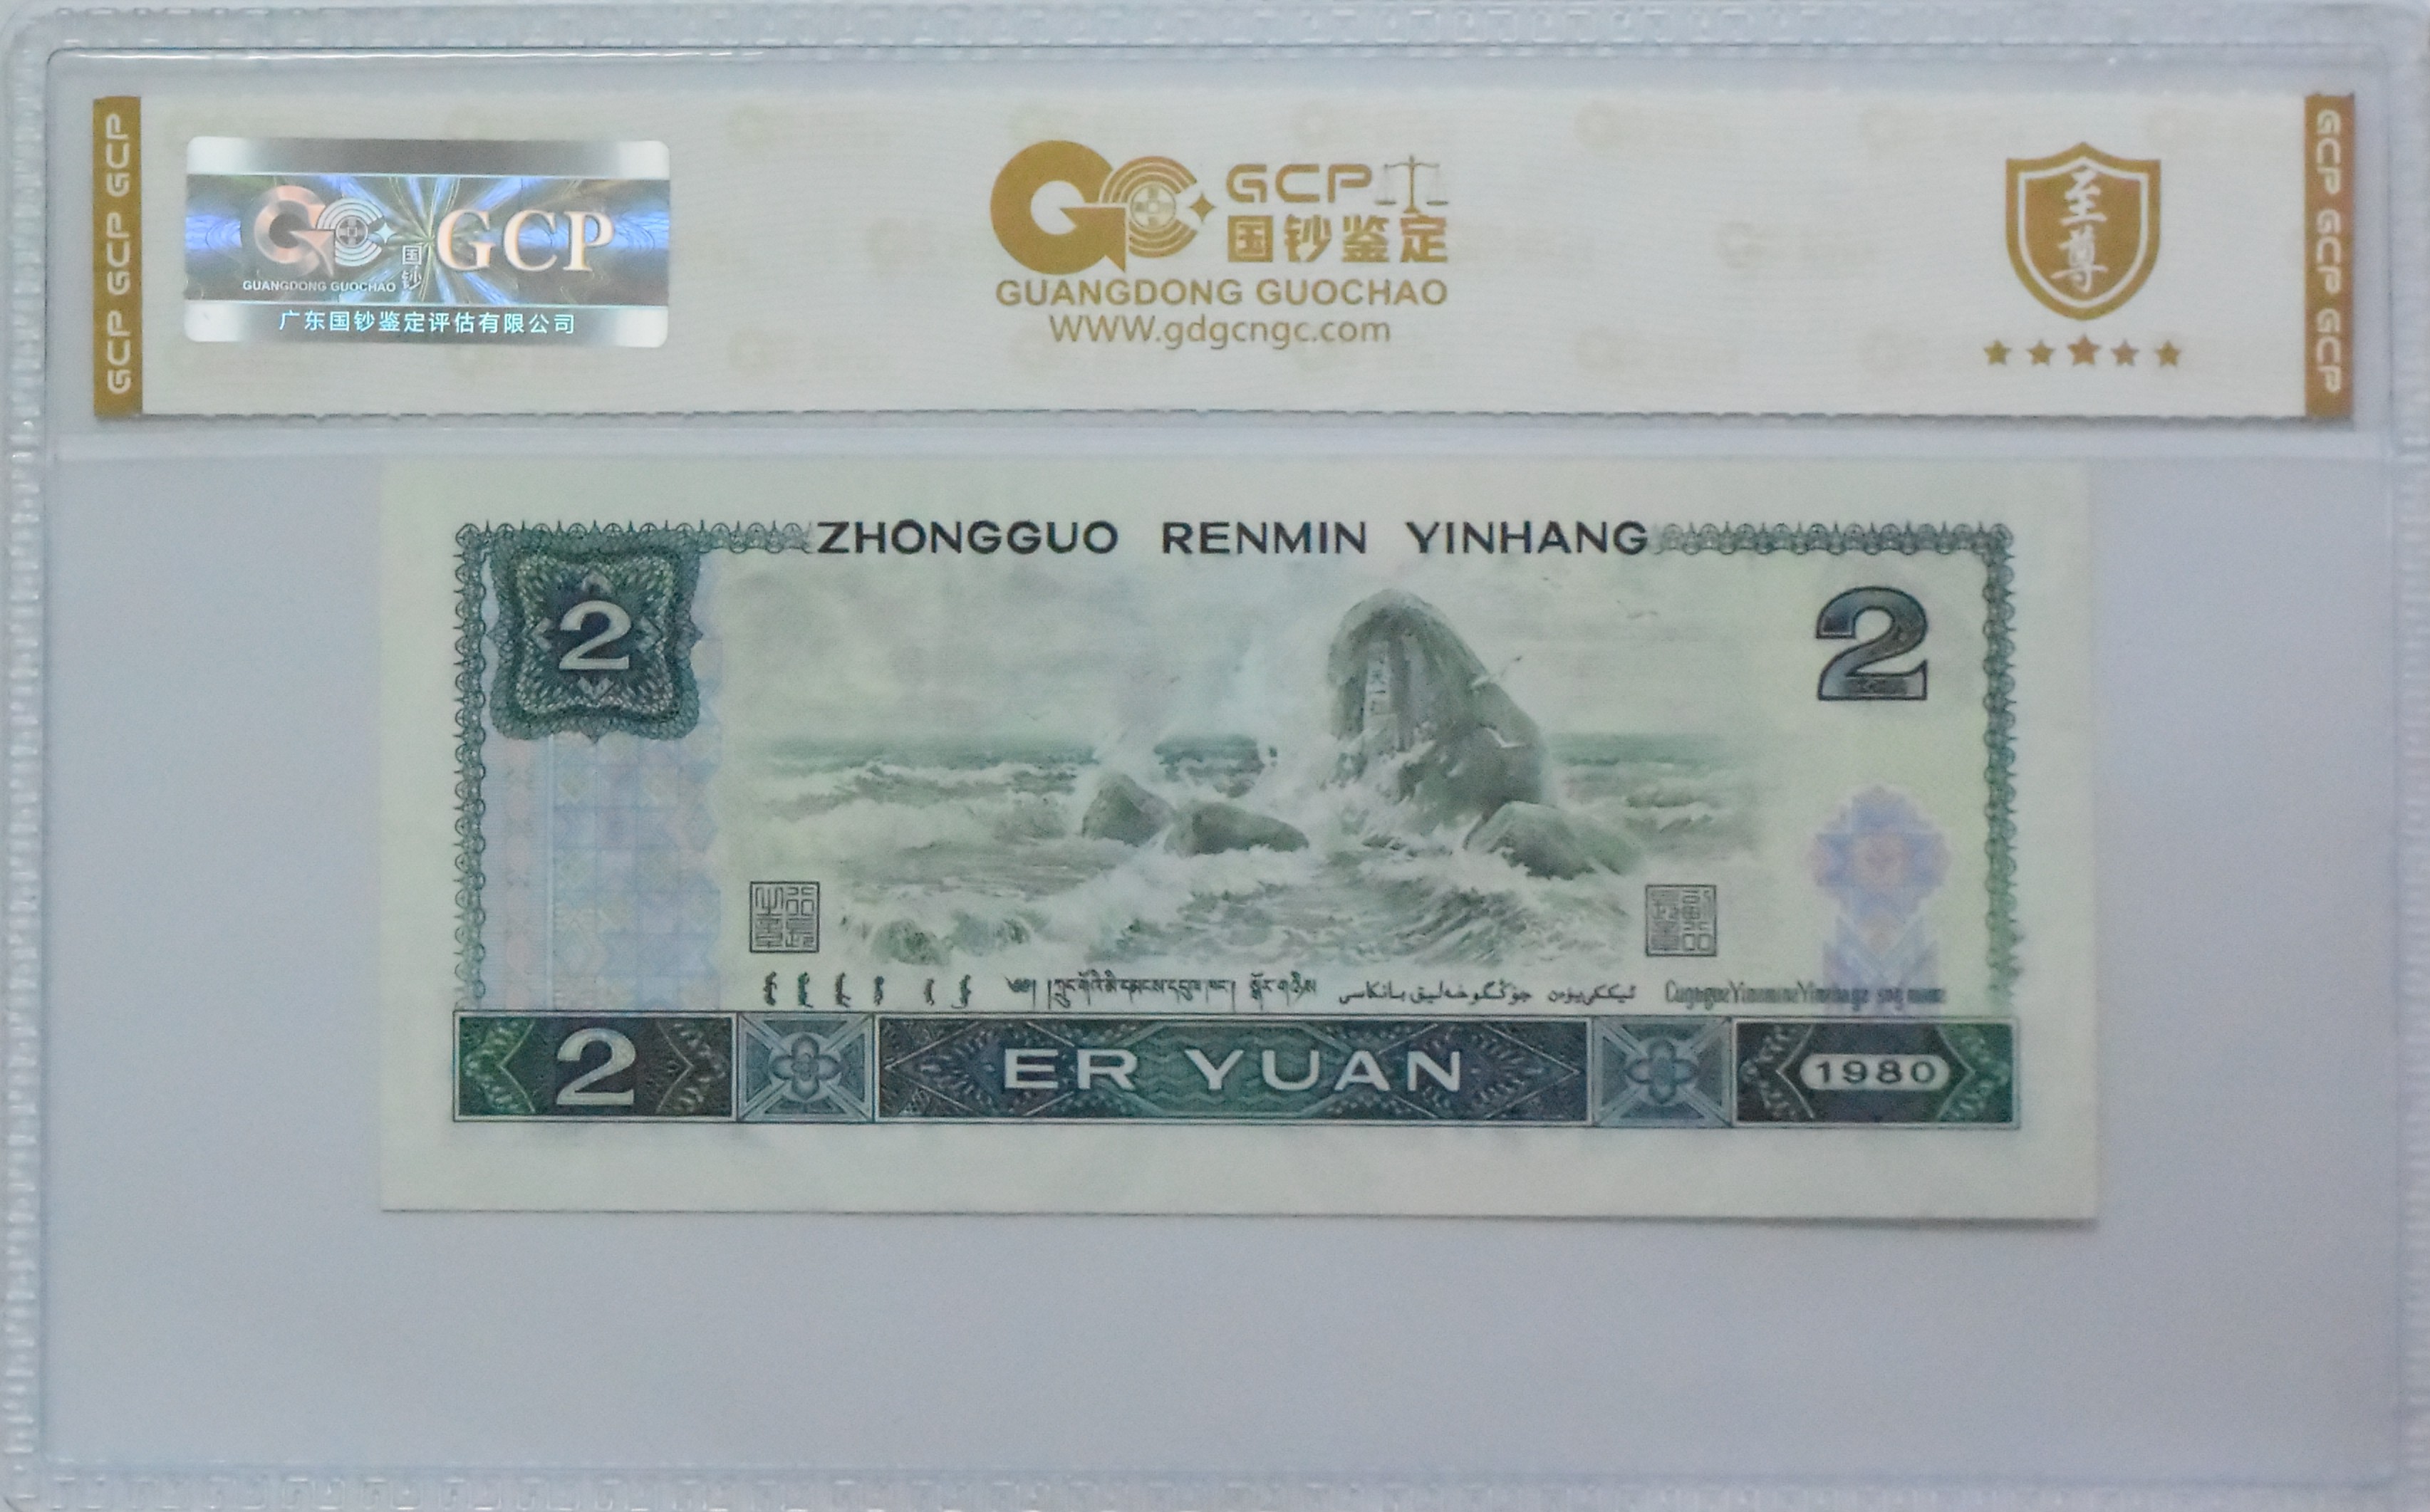 GCP GCP GCP
GCP
国钞
GUANGDONG GUOCHAO
广东国钞鉴定评估有限公司
GCP
国钞鉴定
GUANGDONG GUOCHAO
WWW.gdgcngc.com
至尊
GCP GCP GCP
ZHONGGUO RENMIN YINHANG
2
2
2
ER YUAN
1980